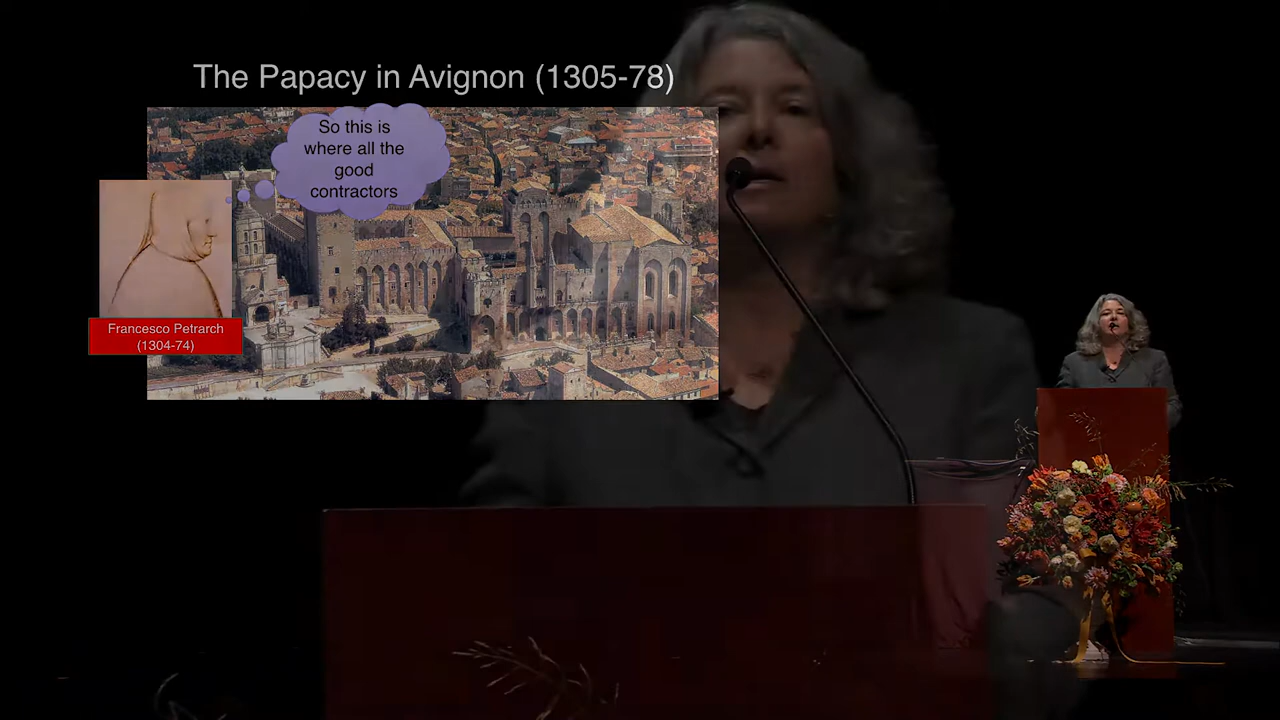 The Papacy in Avignon (1305-78)
So this is
where all the
good
contractors
Francesco Petrarch
(1304-74)